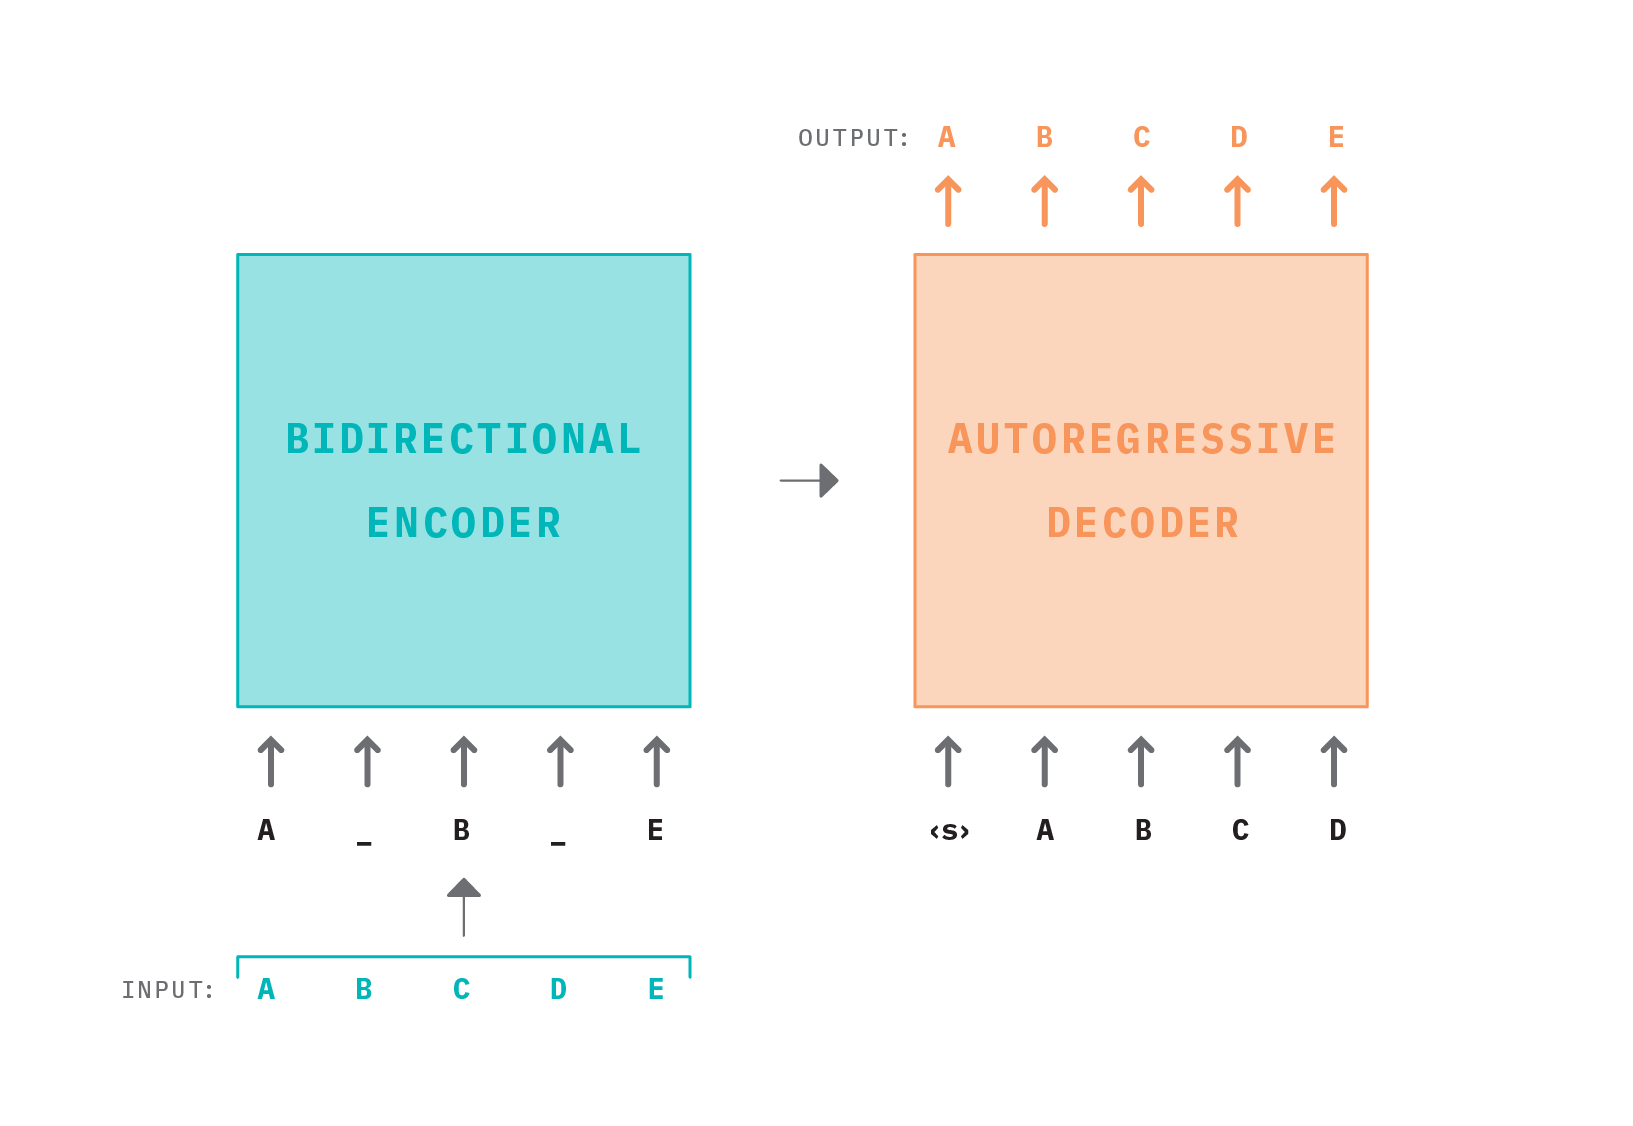 OUTPUT: A B C D E
BIDIRECTIONAL
ENCODER
AUTOREGRESSIVE
DECODER
A _ B _ E
‹s› A B C D
INPUT: A B C D E